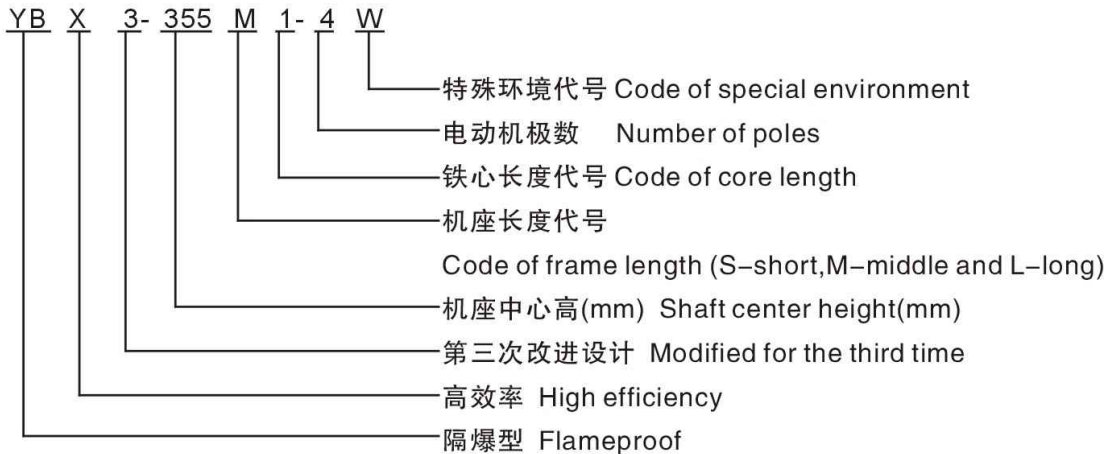 YB X 3- 355 M 1- 4 W
特殊环境代号 Code of special environment
电动机极数 Number of poles
铁心长度代号 Code of core length
机座长度代号
Code of frame length (S-short,M-middle and L-long)
机座中心高(mm) Shaft center height(mm)
第三次改进设计 Modified for the third time
高效率 High efficiency
隔爆型 Flameproof